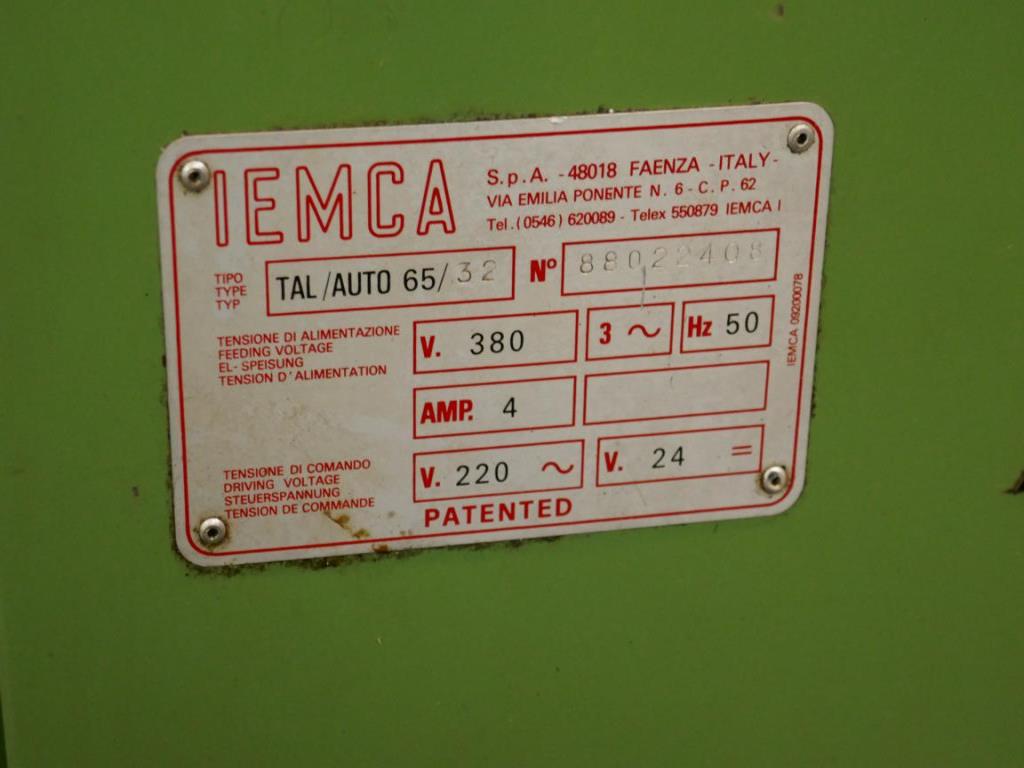 IEMCA
S.p.A. - 48018 FAENZA - ITALY -
VIA EMILIA PONENTE N. 6 - C. P. 62
Tel. (0546) 620089 - Telex 550879 IEMCA I
TIPO
TYPE
TYP
TAL/AUTO 65/32
Nº 88022408
TENSIONE DI ALIMENTAZIONE
FEEDING VOLTAGE
EL- SPEISUNG
TENSION D'ALIMENTATION
V. 380
3 ~
Hz 50
AMP. 4
TENSIONE DI COMANDO
DRIVING VOLTAGE
STEUERSPANNUNG
TENSION DE COMMANDE
V. 220 ~
V. 24 =
PATENTED
IEMCA 09200078